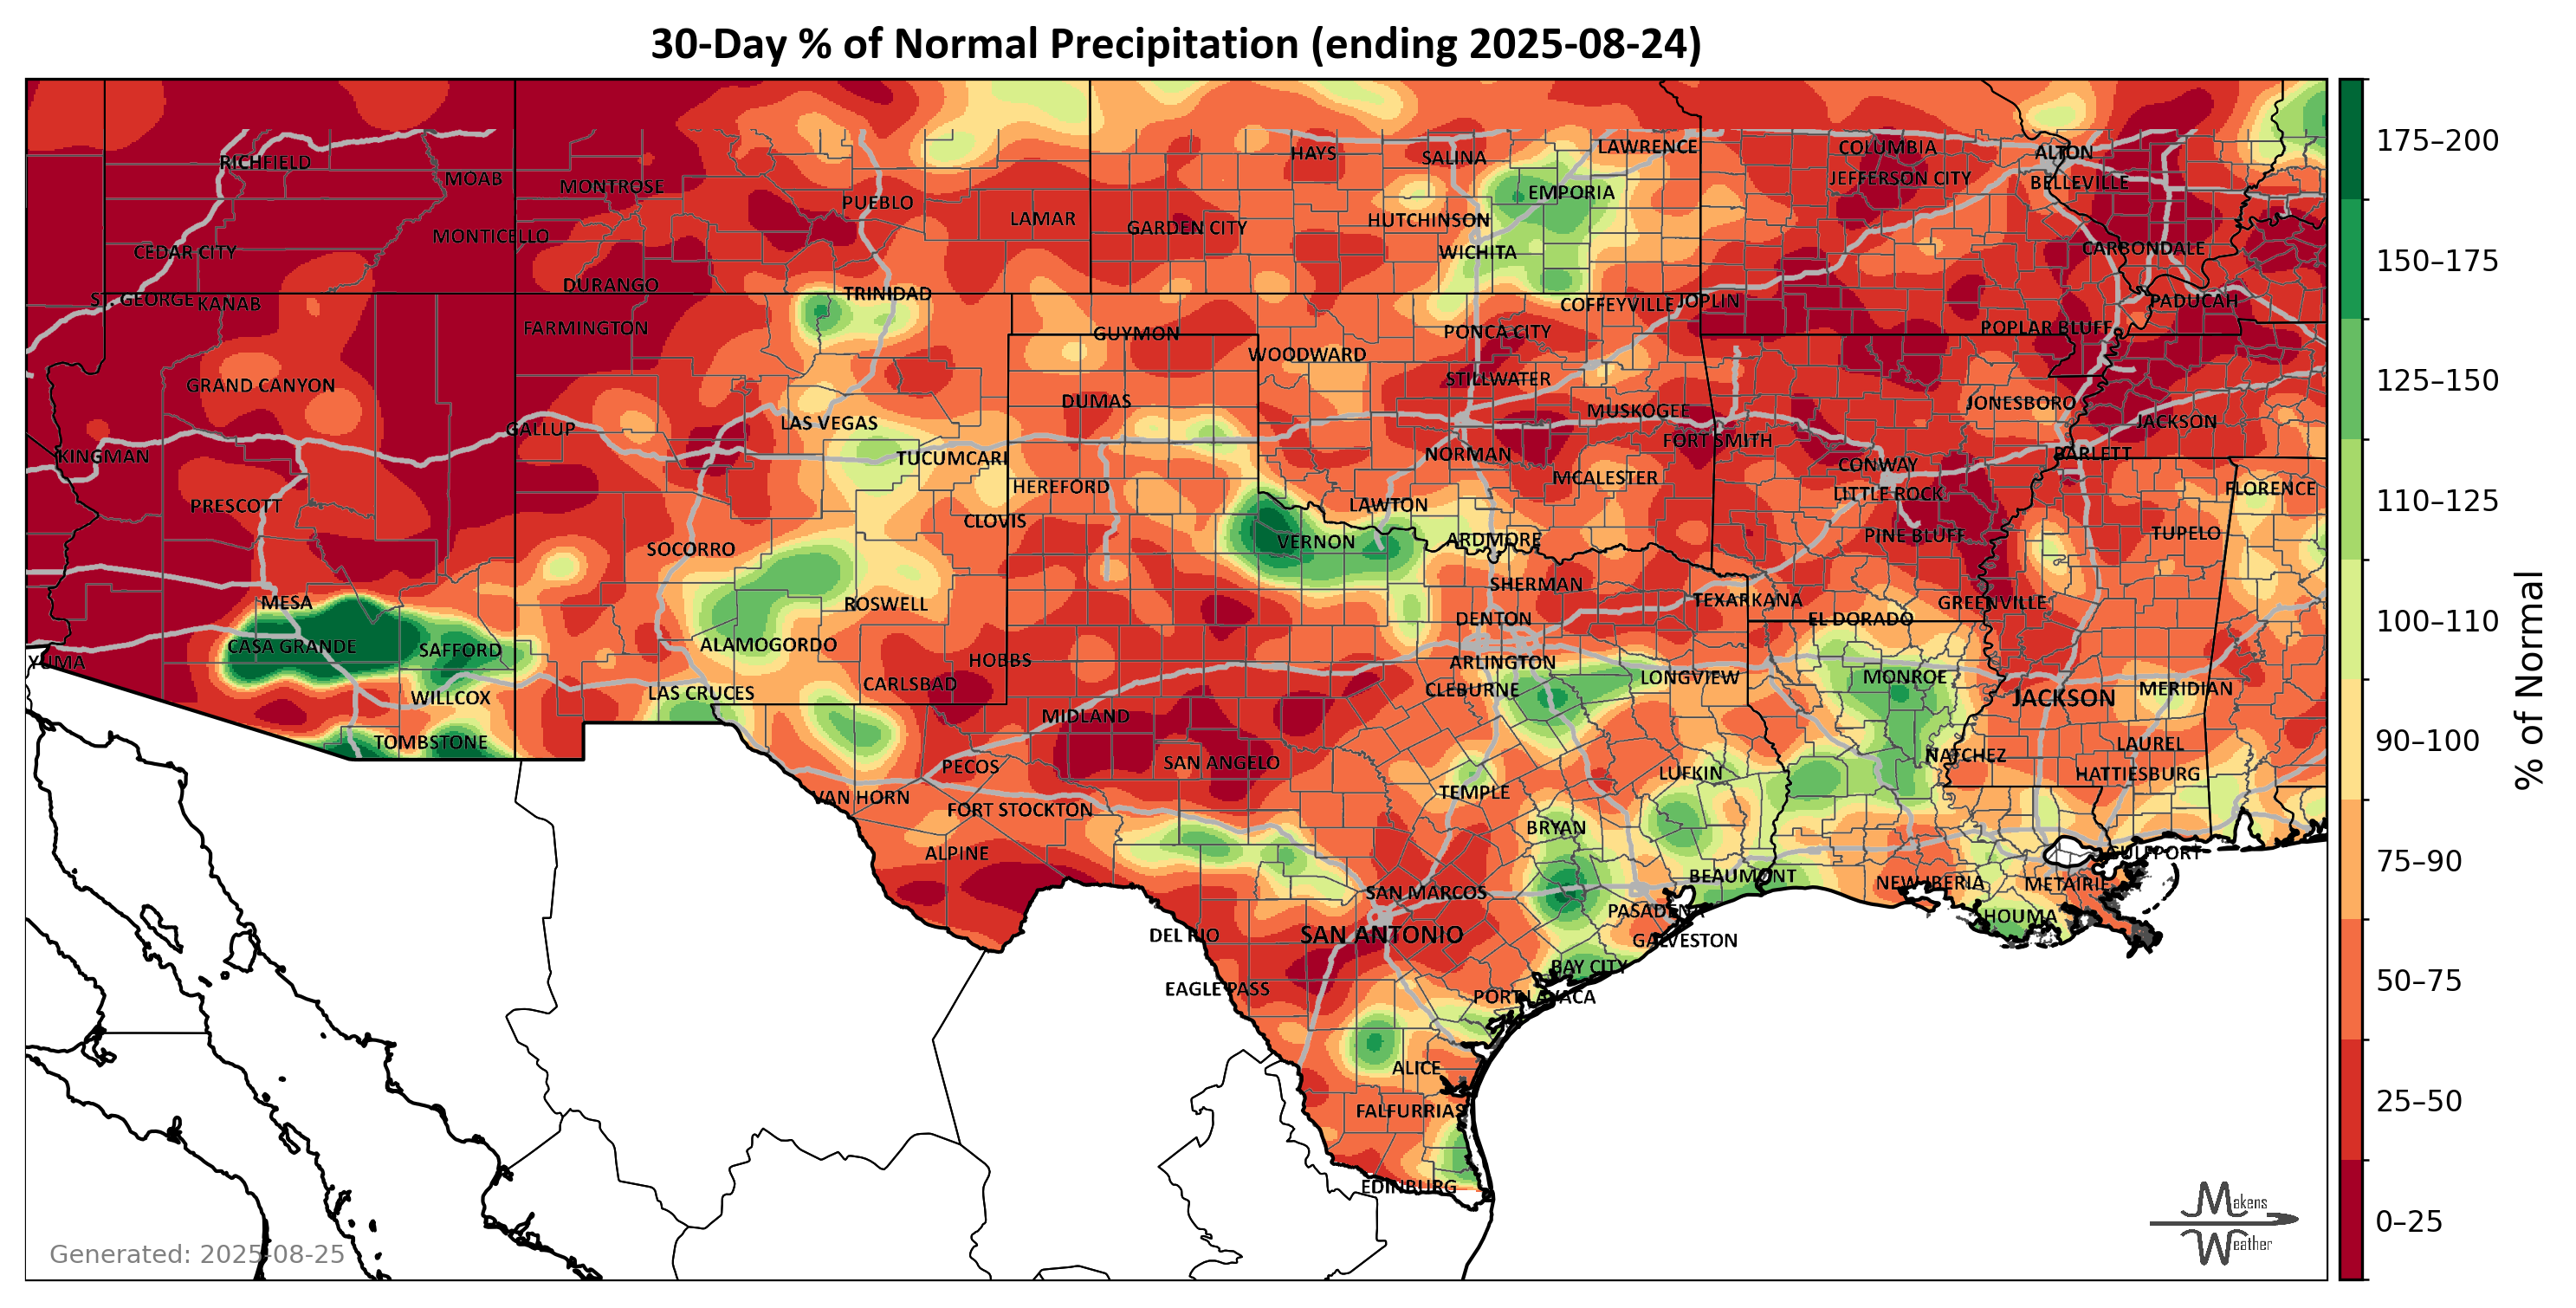 30-Day % of Normal Precipitation (ending 2025-08-24)
RICHFIELD
MOAB
MONTROSE
PUEBLO
LAMAR
HAYS
SALINA
LAWRENCE
EMPORIA
COLUMBIA
ALTON
JEFFERSON CITY
BELLEVILLE
MONTICELLO
CEDAR CITY
GARDEN CITY
HUTCHINSON
WICHITA
CARBONDALE
ST. GEORGE
KANAB
DURANGO
TRINIDAD
COFFEYVILLE
JOPLIN
PADUCAH
FARMINGTON
GUYMON
PONCA CITY
POPLAR BLUFF
WOODWARD
GRAND CANYON
STILLWATER
DUMAS
MUSKOGEE
JONESBORO
JACKSON
GALLUP
LAS VEGAS
FORT SMITH
KINGMAN
TUCUMCARI
NORMAN
BARLETT
CONWAY
PRESCOTT
HEREFORD
MCALESTER
LITTLE ROCK
FLORENCE
LAWTON
CLOVIS
SOCORRO
VERNON
ARDMORE
PINE BLUFF
TUPELO
MESA
ROSWELL
SHERMAN
TEXARKANA
GREENVILLE
CASA GRANDE
SAFFORD
ALAMOGORDO
DENTON
EL DORADO
YUMA
HOBBS
ARLINGTON
WILLCOX
LAS CRUCES
CARLSBAD
CLEBURNE
LONGVIEW
MONROE
JACKSON
MERIDIAN
TOMBSTONE
MIDLAND
NATCHEZ
LAUREL
PECOS
SAN ANGELO
LUFKIN
HATTIESBURG
VAN HORN
FORT STOCKTON
TEMPLE
BRYAN
ALPINE
GULFPORT
SAN MARCOS
BEAUMONT
NEW IBERIA
METAIRIE
PASADENA
HOUMA
DEL RIO
SAN ANTONIO
GALVESTON
BAY CITY
EAGLE PASS
PORT LAVACA
ALICE
FALFURRIAS
EDINBURG
Generated: 2025-08-25
Makens
Weather
175–200
150–175
125–150
110–125
100–110
90–100
75–90
50–75
25–50
0–25
% of Normal